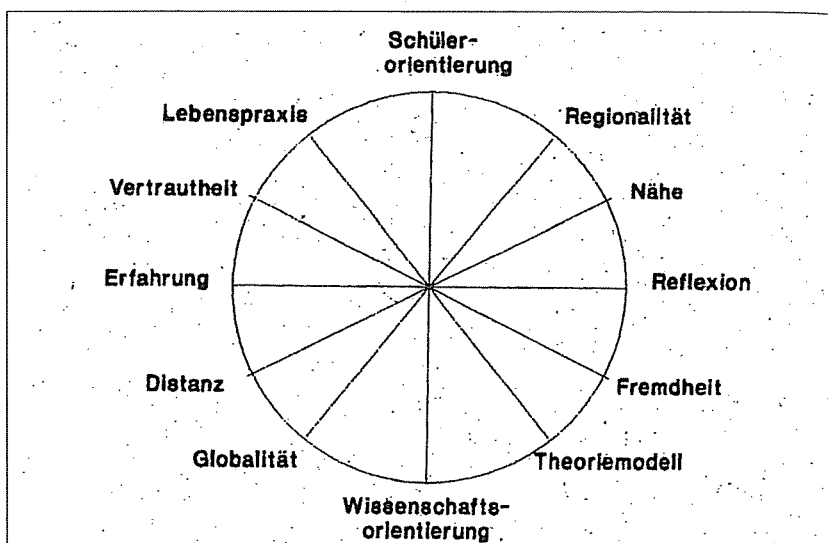 Schüler-
orientierung
Lebenspraxis
Regionalität
Vertrautheit
Nähe
Erfahrung
Reflexion
Distanz
Fremdheit
Globalität
Theoriemodell
Wissenschafts-
orientierung